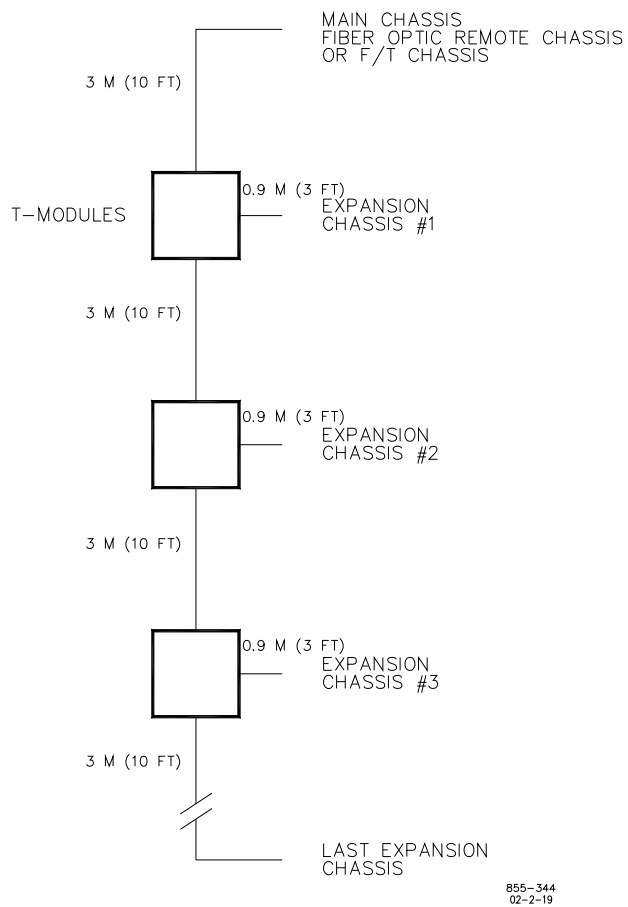 MAIN CHASSIS
FIBER OPTIC REMOTE CHASSIS
OR F/T CHASSIS
3 M (10 FT)
0.9 M (3 FT)
T-MODULES
EXPANSION
CHASSIS #1
3 M (10 FT)
0.9 M (3 FT)
EXPANSION
CHASSIS #2
3 M (10 FT)
0.9 M (3 FT)
EXPANSION
CHASSIS #3
3 M (10 FT)
LAST EXPANSION
CHASSIS
855-344
02-2-19